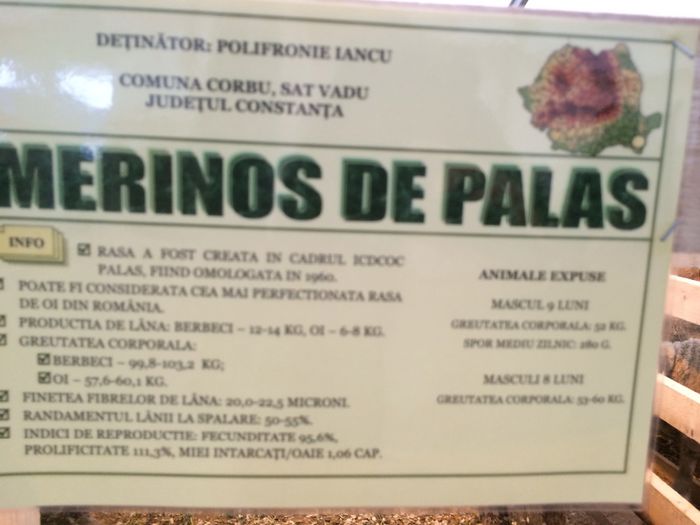 DEȚINĂTOR: POLIFRONIE IANCU
COMUNA CORBU, SAT VADU
JUDEȚUL CONSTANȚA
MERINOS DE PALAS
INFO
RASA A FOST CREATA IN CADRUL ICDCOC
PALAS, FIIND OMOLOGATA IN 1960.
POATE FI CONSIDERATA CEA MAI PERFECTIONATA RASA
DE OI DIN ROMÂNIA.
PRODUCTIA DE LÂNA: BERBECI – 12-14 KG, OI – 6-8 KG.
GREUTATEA CORPORALA:
BERBECI – 99,8-103,2 KG;
OI – 57,6-60,1 KG.
FINETEA FIBRELOR DE LÂNA: 20,0-22,5 MICRONI.
RANDAMENTUL LÂNII LA SPALARE: 50-55%.
INDICI DE REPRODUCTIE: FECUNDITATE 95,6%,
PROLIFICITATE 111,3%, MIEI INTARCAȚI/OAIE 1,06 CAP.
ANIMALE EXPUSE
MASCUL 9 LUNI
GREUTATEA CORPORALA: 52 KG.
SPOR MEDIU ZILNIC: 280 G.
MASCULI 8 LUNI
GREUTATEA CORPORALA: 53-60 KG.